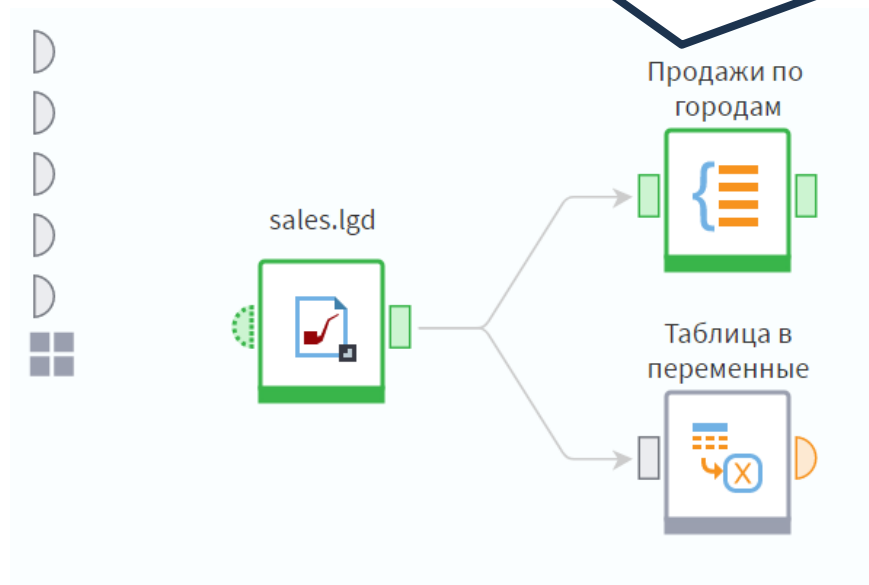 Продажи по
городам
sales.lgd
Таблица в
переменные